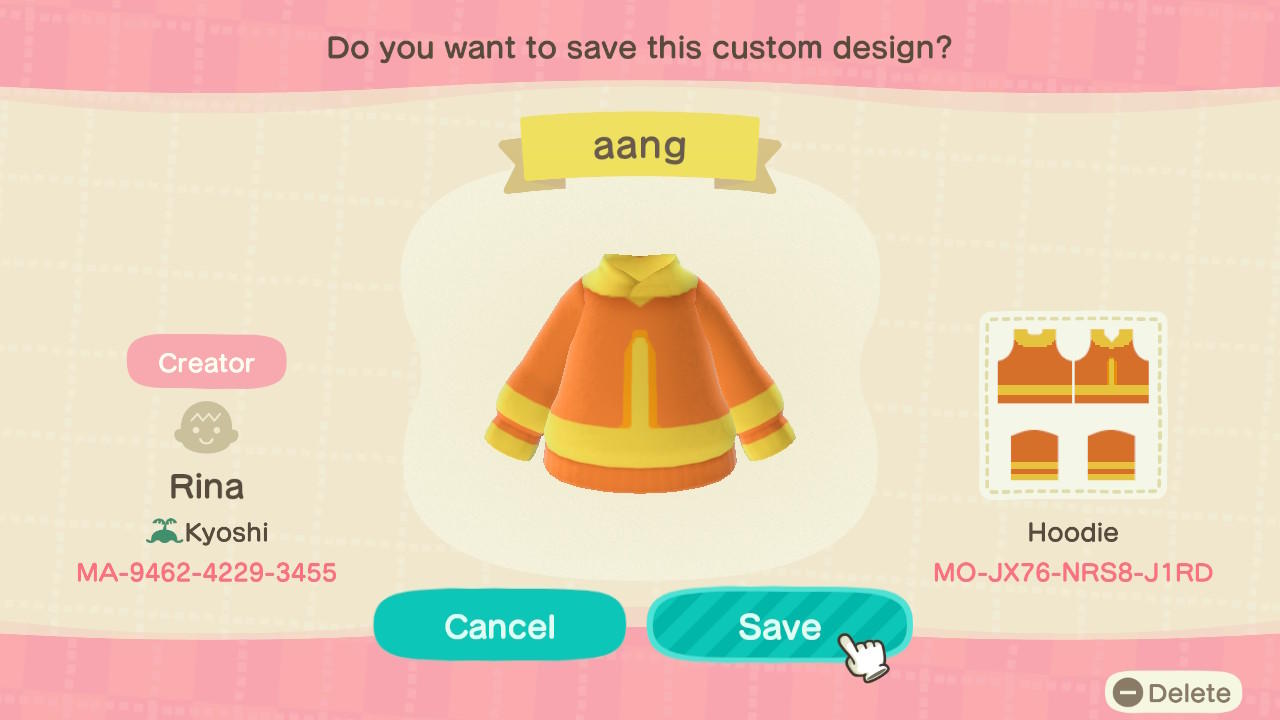 Do you want to save this custom design?
aang
Creator
Rina
Kyoshi
MA-9462-4229-3455
Hoodie
MO-JX76-NRS8-J1RD
Cancel
Save
Delete